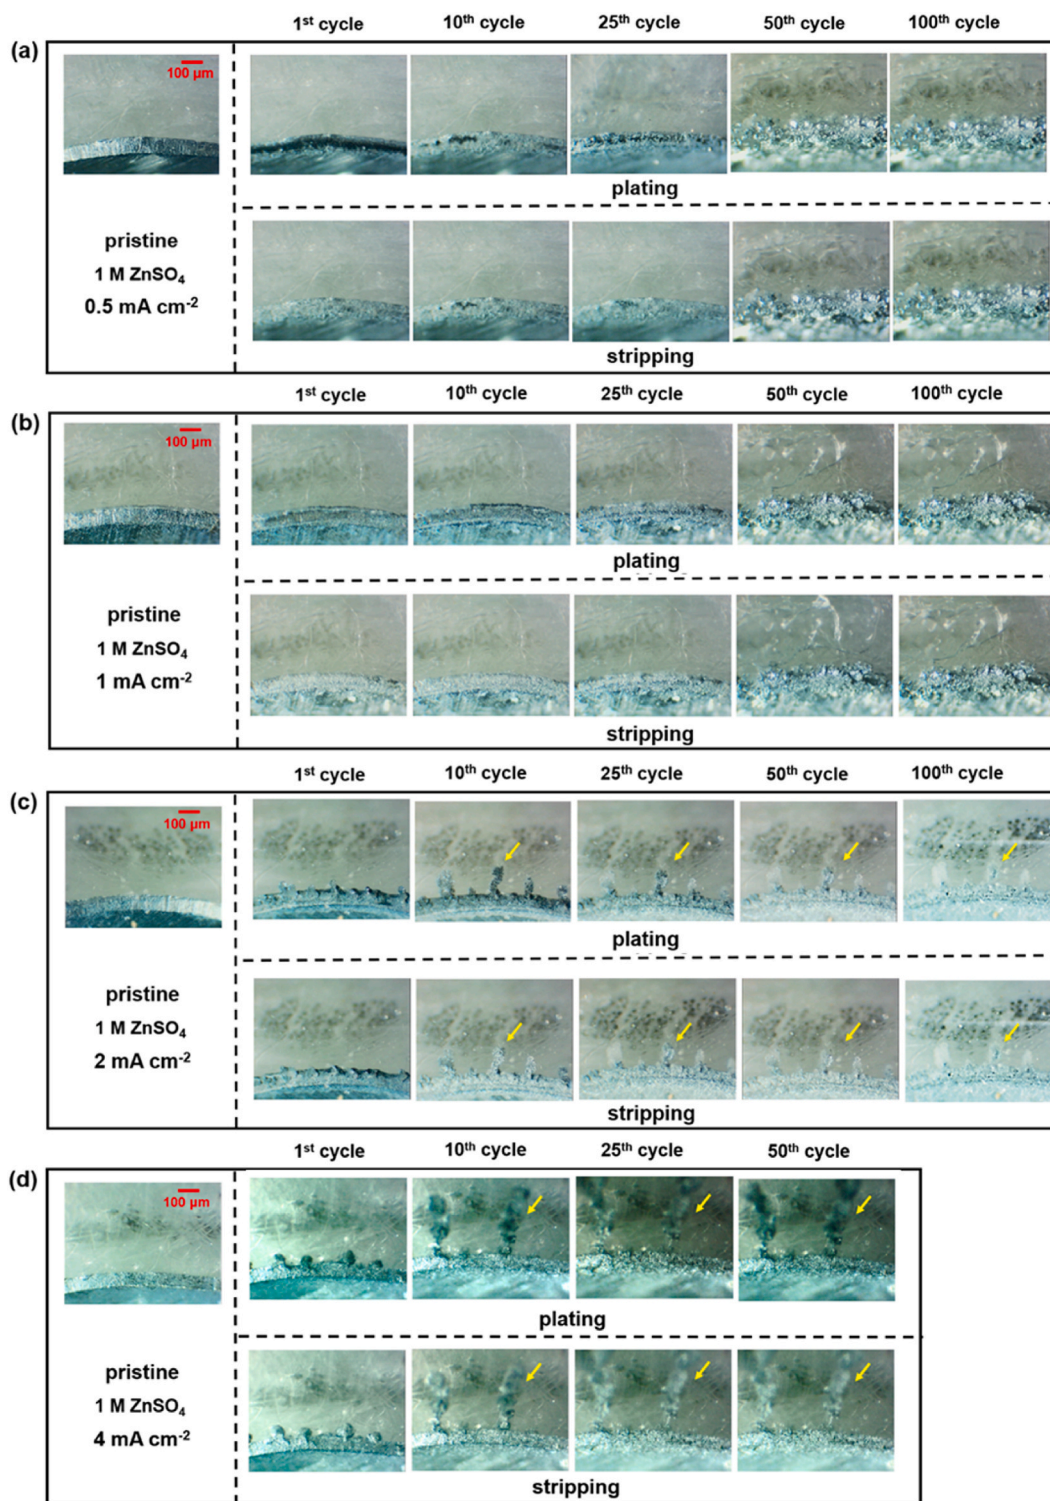 1st cycle 10th cycle 25th cycle 50th cycle 100th cycle
(a)
100 µm
plating
pristine
1 M ZnSO4
0.5 mA cm-2
stripping
1st cycle 10th cycle 25th cycle 50th cycle 100th cycle
(b)
100 µm
plating
pristine
1 M ZnSO4
1 mA cm-2
stripping
1st cycle 10th cycle 25th cycle 50th cycle 100th cycle
(c)
100 µm
plating
pristine
1 M ZnSO4
2 mA cm-2
stripping
1st cycle 10th cycle 25th cycle 50th cycle
(d)
100 µm
plating
pristine
1 M ZnSO4
4 mA cm-2
stripping